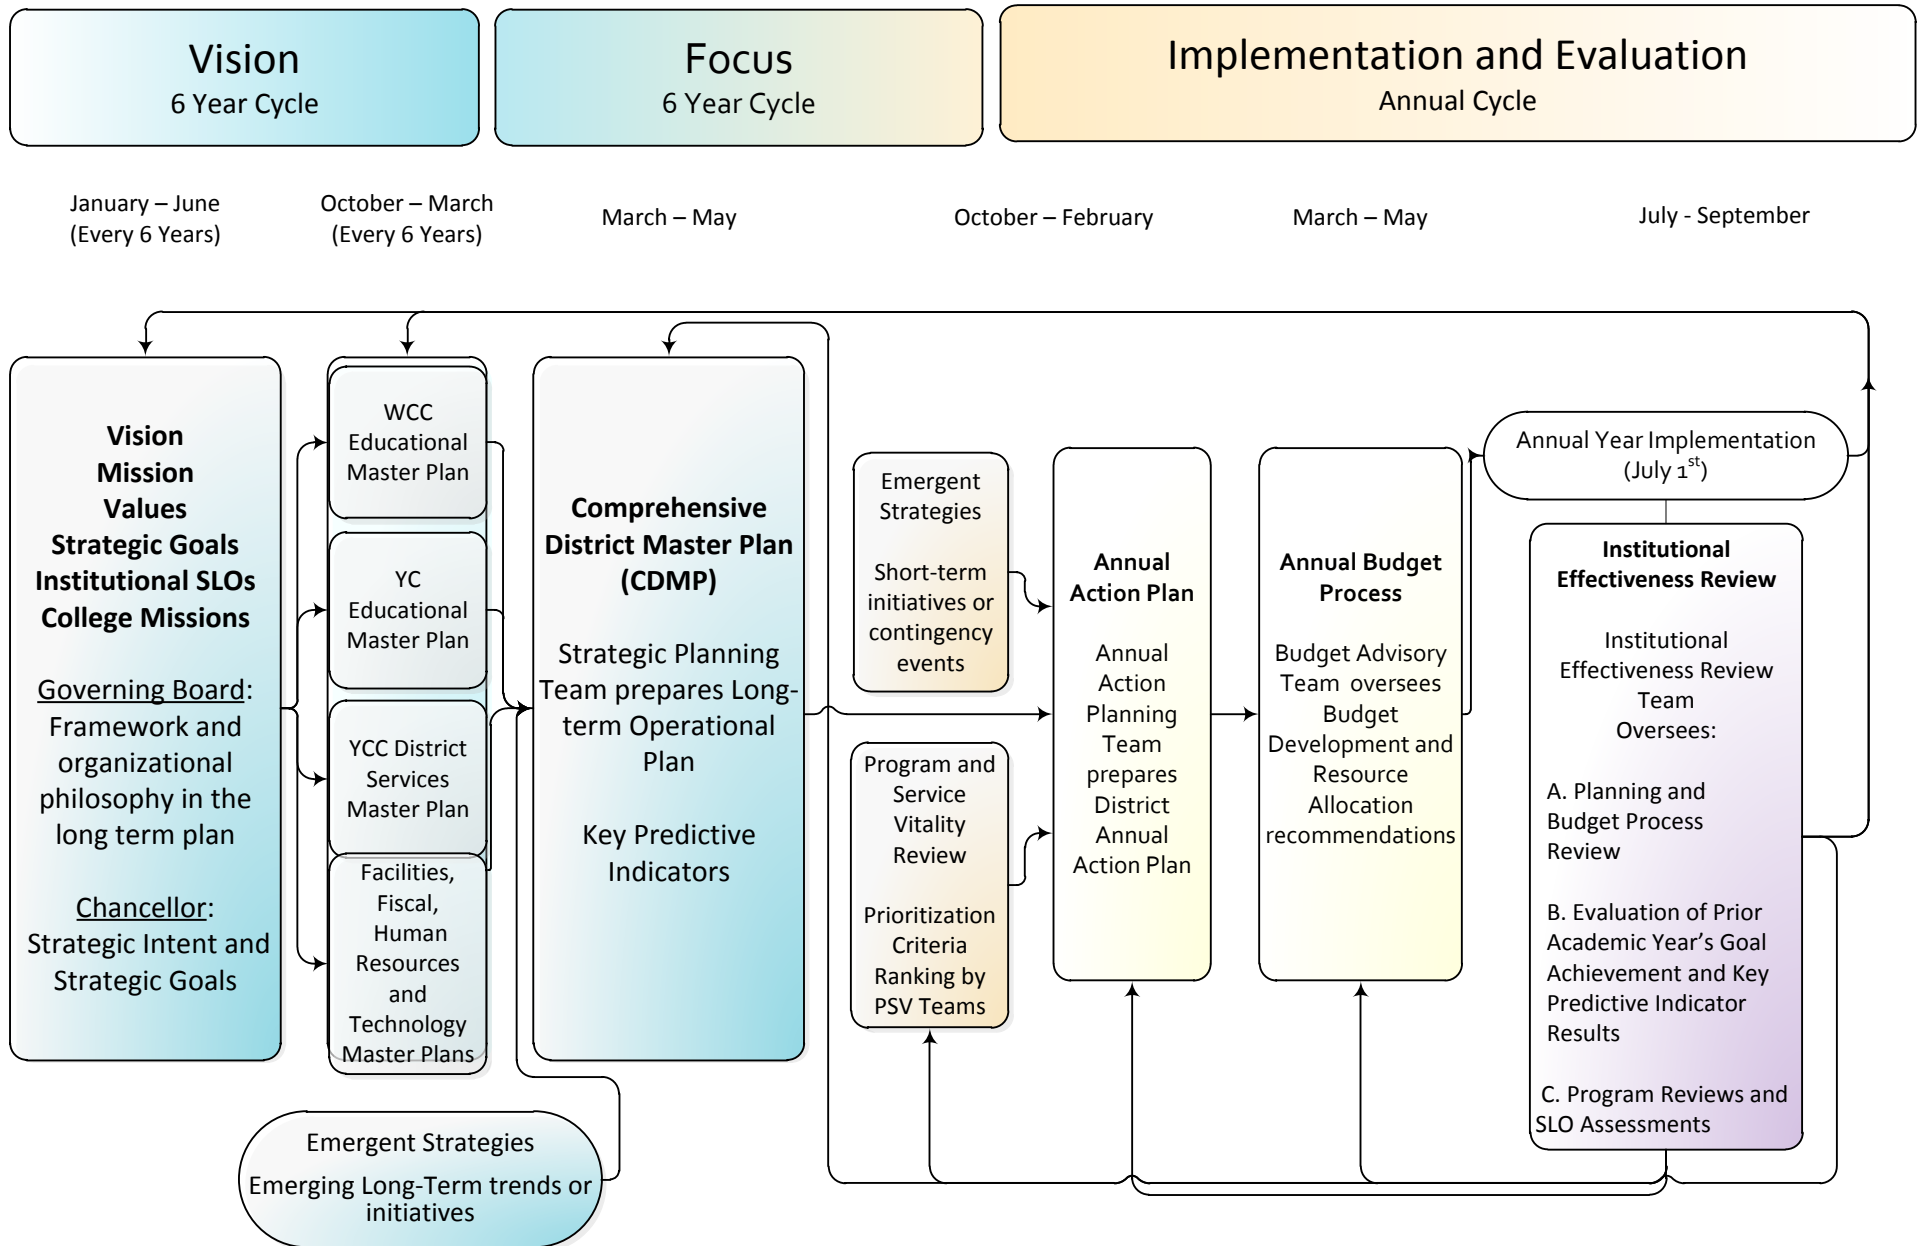 Vision
6 Year Cycle
Focus
6 Year Cycle
Implementation and Evaluation
Annual Cycle
January – June
(Every 6 Years)
October – March
(Every 6 Years)
March – May
October – February
March – May
July - September
Vision
Mission
Values
Strategic Goals
Institutional SLOs
College Missions
Governing Board:
Framework and
organizational
philosophy in the
long term plan
Chancellor:
Strategic Intent and
Strategic Goals
WCC
Educational
Master Plan
YC
Educational
Master Plan
YCC District
Services
Master Plan
Facilities,
Fiscal,
Human
Resources
and
Technology
Master Plans
Emergent Strategies
Emerging Long-Term trends or
initiatives
Comprehensive
District Master Plan
(CDMP)
Strategic Planning
Team prepares Long-
term Operational
Plan
Key Predictive
Indicators
Emergent
Strategies
Short-term
initiatives or
contingency
events
Program and
Service
Vitality
Review
Prioritization
Criteria
Ranking by
PSV Teams
Annual
Action Plan
Annual
Action
Planning
Team
prepares
District
Annual
Action Plan
Annual Budget
Process
Budget Advisory
Team oversees
Budget
Development and
Resource
Allocation
recommendations
Annual Year Implementation
(July 1st)
Institutional
Effectiveness Review
Institutional
Effectiveness Review
Team
Oversees:
A. Planning and
Budget Process
Review
B. Evaluation of Prior
Academic Year's Goal
Achievement and Key
Predictive Indicator
Results
C. Program Reviews and
SLO Assessments